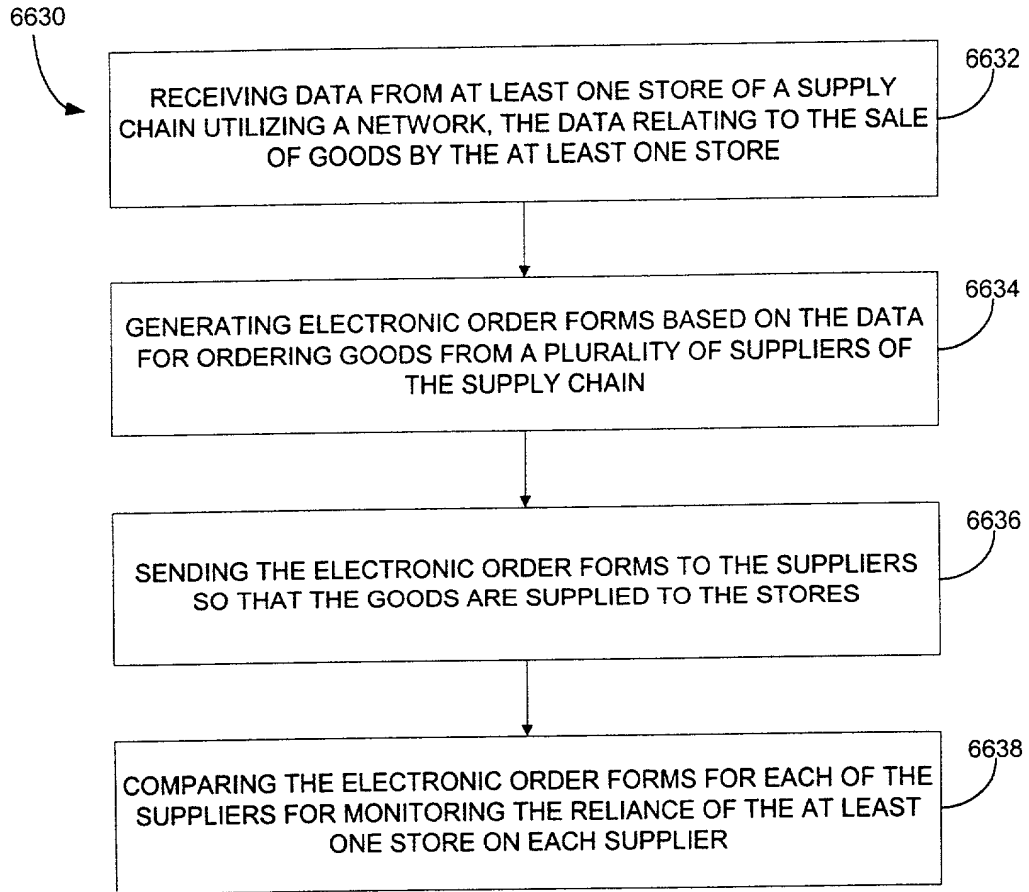 6630
6632
RECEIVING DATA FROM AT LEAST ONE STORE OF A SUPPLY
CHAIN UTILIZING A NETWORK, THE DATA RELATING TO THE SALE
OF GOODS BY THE AT LEAST ONE STORE
6634
GENERATING ELECTRONIC ORDER FORMS BASED ON THE DATA
FOR ORDERING GOODS FROM A PLURALITY OF SUPPLIERS OF
THE SUPPLY CHAIN
6636
SENDING THE ELECTRONIC ORDER FORMS TO THE SUPPLIERS
SO THAT THE GOODS ARE SUPPLIED TO THE STORES
6638
COMPARING THE ELECTRONIC ORDER FORMS FOR EACH OF THE
SUPPLIERS FOR MONITORING THE RELIANCE OF THE AT LEAST
ONE STORE ON EACH SUPPLIER